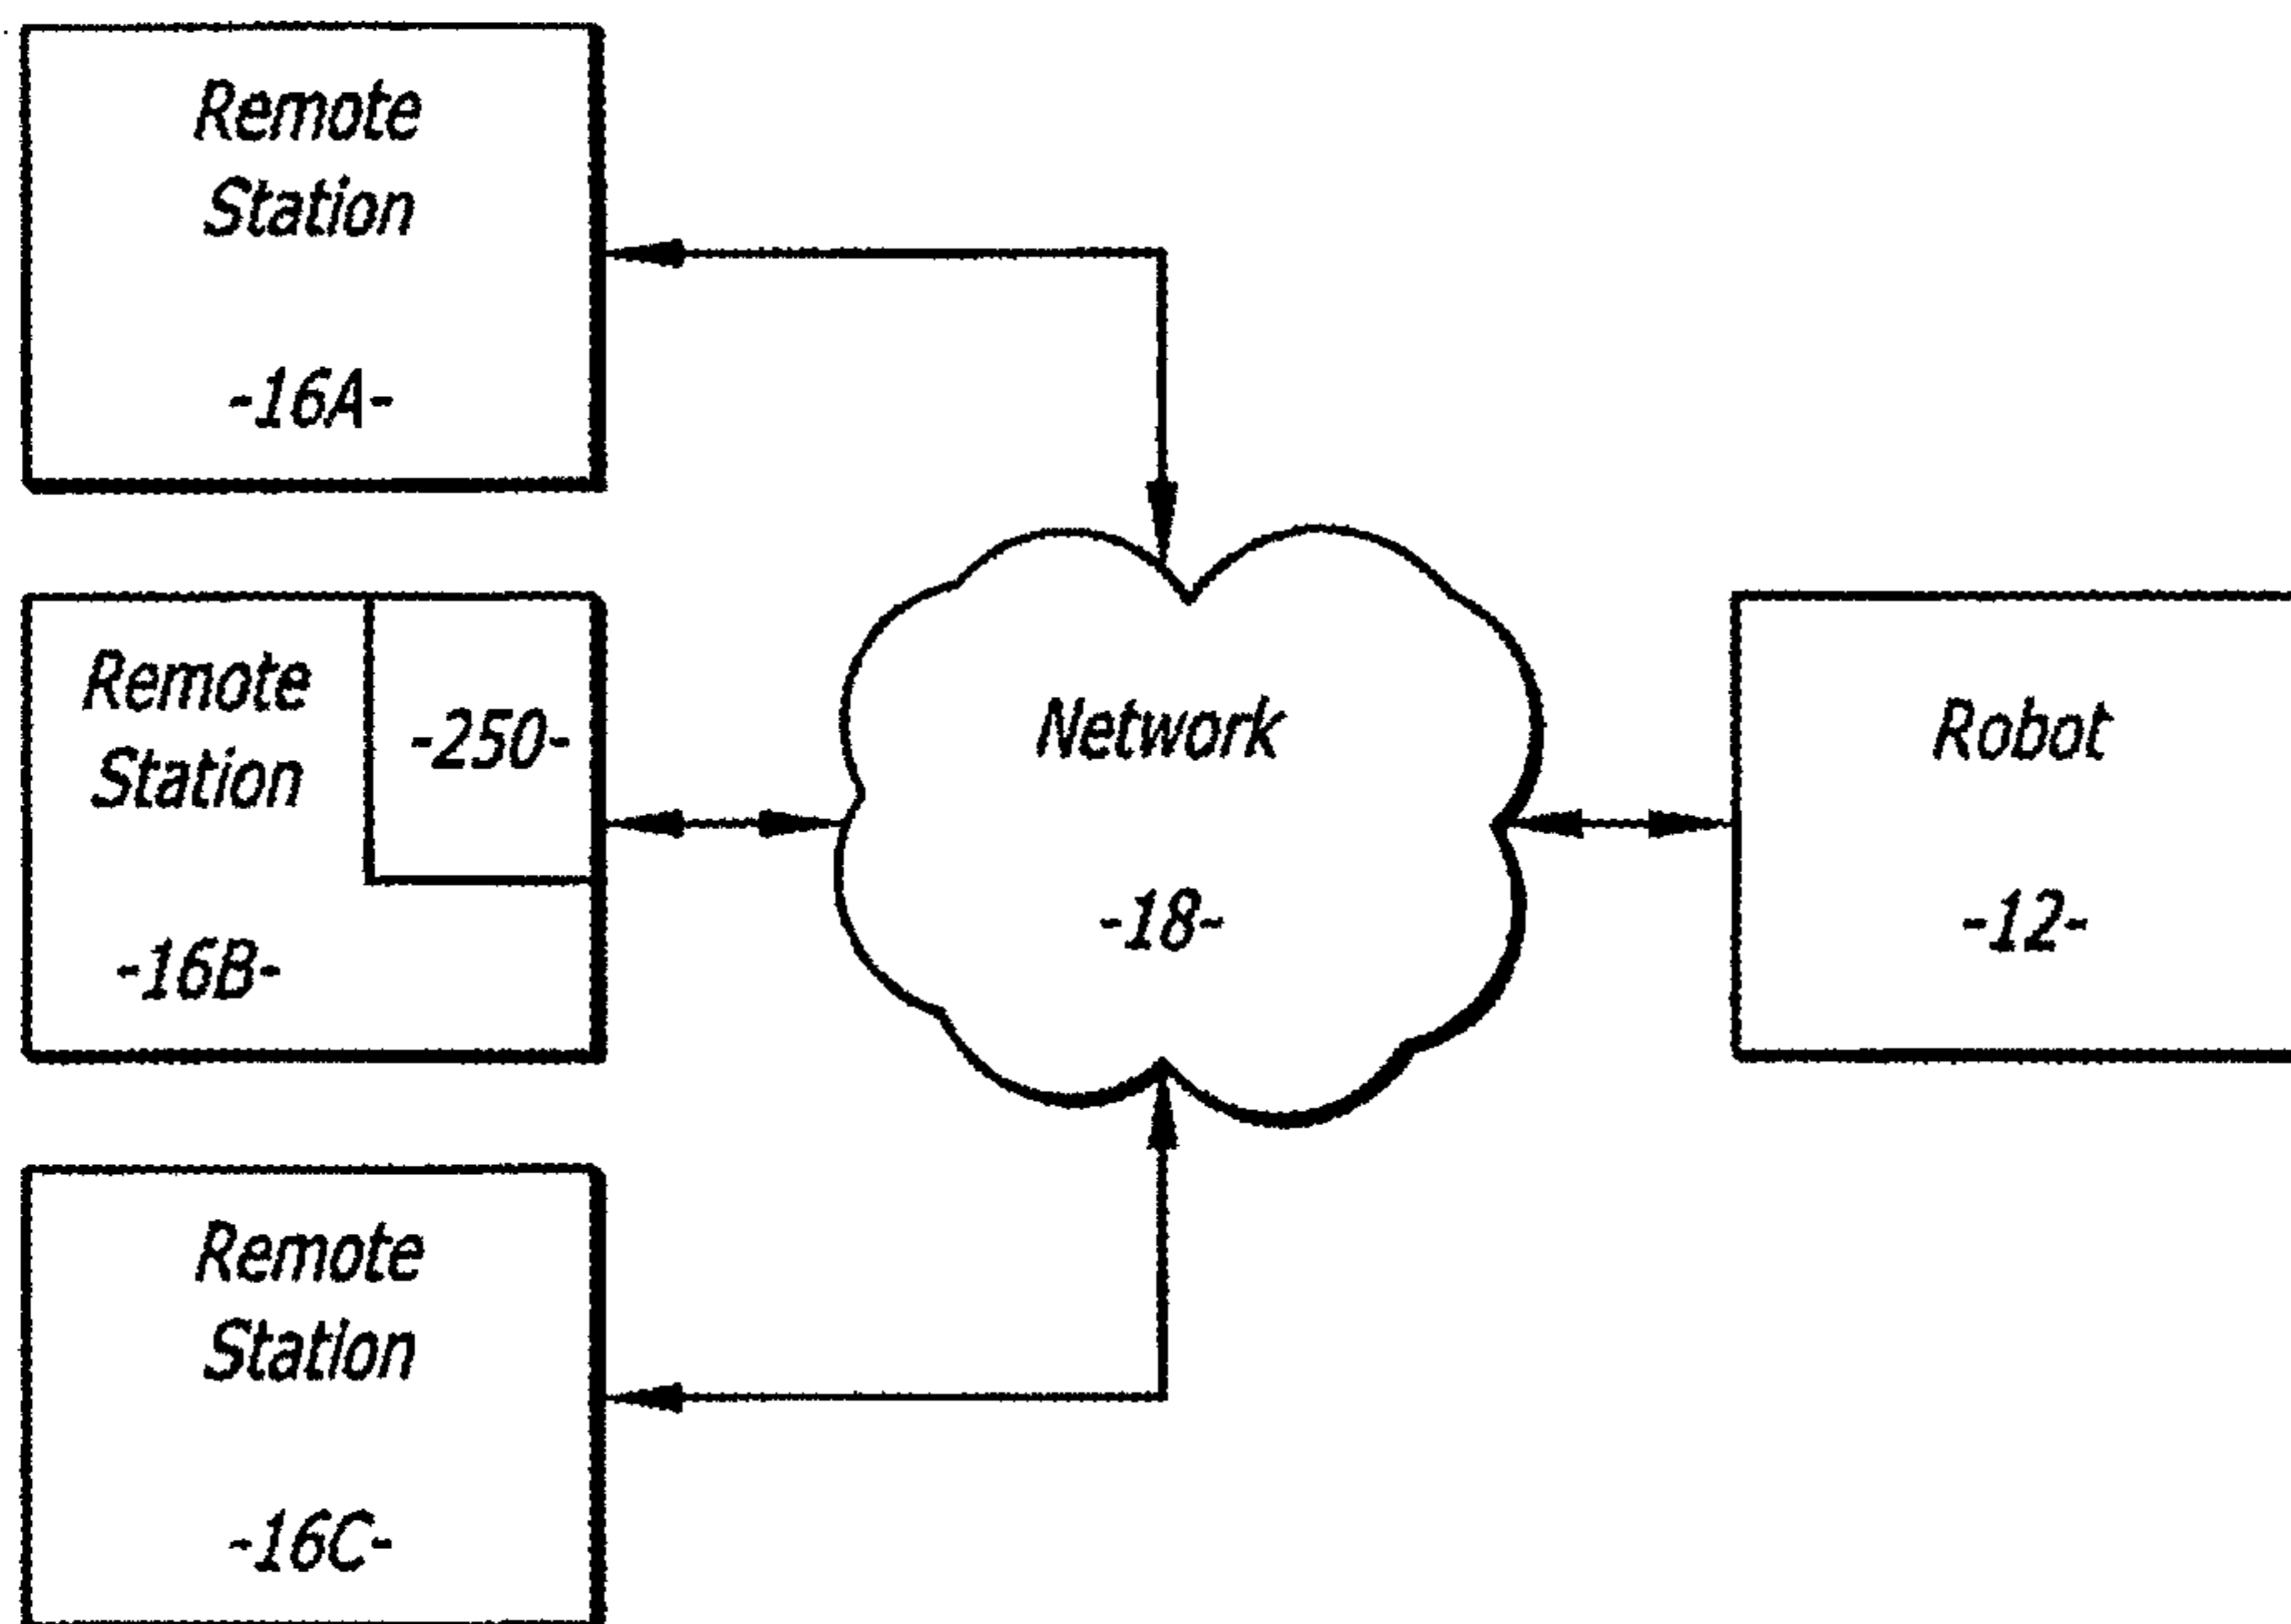 Remote
Station
-16A-
Remote
Station
-250-
-16B-
Network
-18-
Robot
-12-
Remote
Station
-16C-